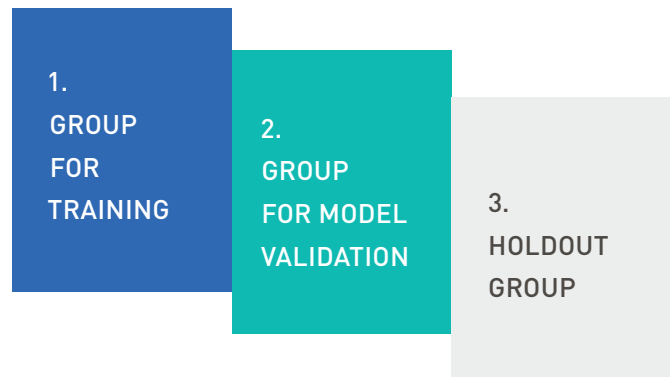 1.
GROUP
FOR
TRAINING
2.
GROUP
FOR MODEL
VALIDATION
3.
HOLDOUT
GROUP